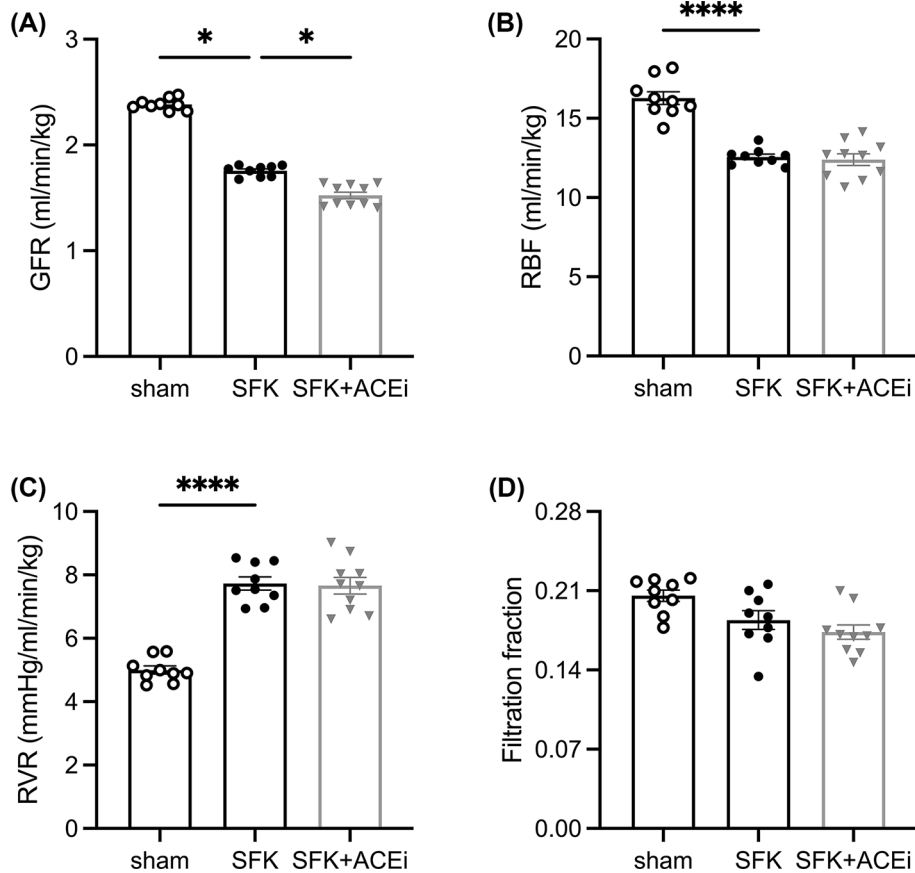 (A)
* *
3
2
1
0
GFR (ml/min/kg)
sham SFK SFK+ACEi
(B)
****
20
15
10
5
0
RBF (ml/min/kg)
sham SFK SFK+ACEi
(C)
****
10
8
6
4
2
0
RVR (mmHg/ml/min/kg)
sham SFK SFK+ACEi
(D)
0.28
0.21
0.14
0.07
0.00
Filtration fraction
sham SFK SFK+ACEi